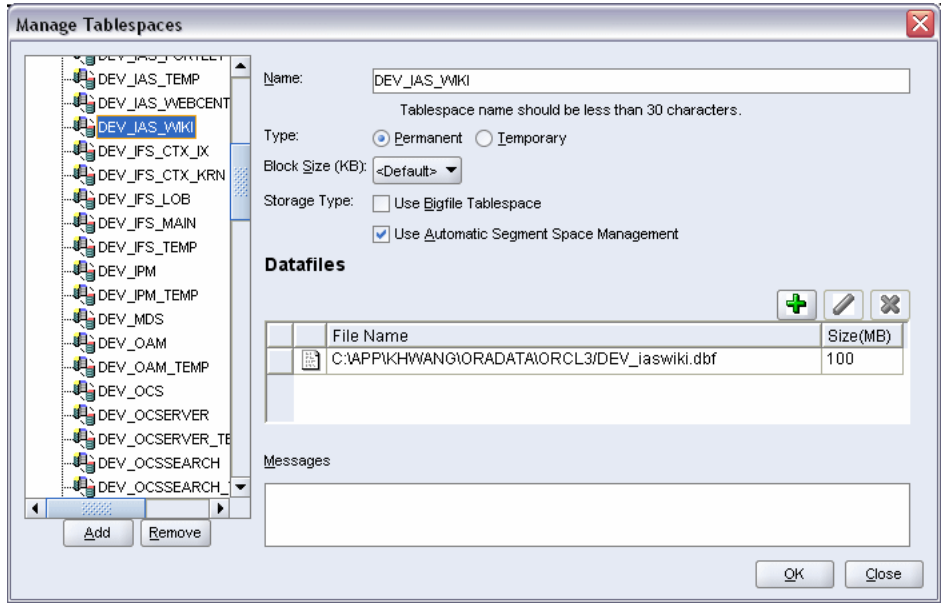 Manage Tablespaces
DEV_IAS_PORTLET
DEV_IAS_TEMP
DEV_IAS_WEBCENT
DEV_IAS_WIKI
DEV_IFS_CTX_IX
DEV_IFS_CTX_KRN
DEV_IFS_LOB
DEV_IFS_MAIN
DEV_IFS_TEMP
DEV_IPM
DEV_IPM_TEMP
DEV_MDS
DEV_OAM
DEV_OAM_TEMP
DEV_OCS
DEV_OCSERVER
DEV_OCSERVER_TE
DEV_OCSSEARCH
DEV_OCSSEARCH_
Add Remove
Name: DEV_IAS_WIKI
Tablespace name should be less than 30 characters.
Type: Permanent Temporary
Block Size (KB): <Default>
Storage Type: Use Bigfile Tablespace
Use Automatic Segment Space Management
Datafiles
File Name Size(MB)
C:\APP\KHWANG\ORADATA\ORCL3/DEV_iaswiki.dbf 100
Messages
OK Close